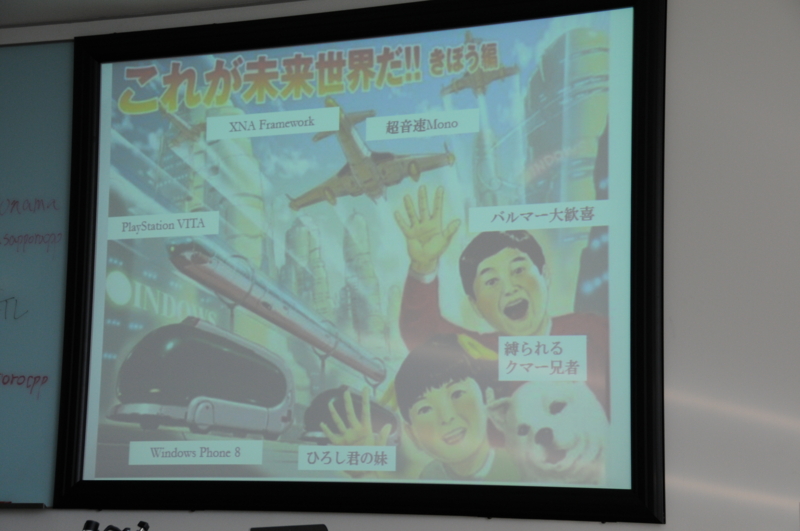 これが未来世界だ!! きぼう編
XNA Framework
超音速Mono
PlayStation VITA
バルマー大歓喜
INDOWS
縛られる
クマー兄者
Windows Phone 8
ひろし君の妹